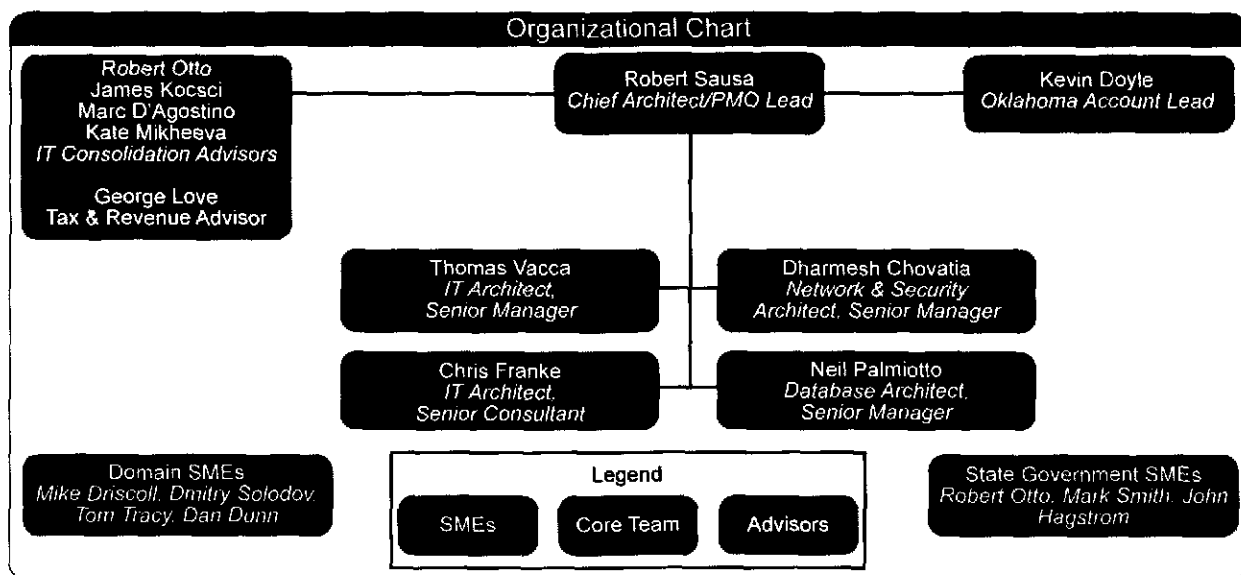 Organizational Chart
Robert Otto
James Kocsci
Marc D'Agostino
Kate Mikheeva
IT Consolidation Advisors
George Love
Tax & Revenue Advisor
Robert Sausa
Chief Architect/PMO Lead
Kevin Doyle
Oklahoma Account Lead
Thomas Vacca
IT Architect,
Senior Manager
Dharmesh Chovatia
Network & Security
Architect, Senior Manager
Chris Franke
IT Architect,
Senior Consultant
Neil Palmiotto
Database Architect,
Senior Manager
Domain SMEs
Mike Driscoll, Dmitry Solodov,
Tom Tracy, Dan Dunn
Legend
SMEs
Core Team
Advisors
State Government SMEs
Robert Otto, Mark Smith, John
Hagstrom